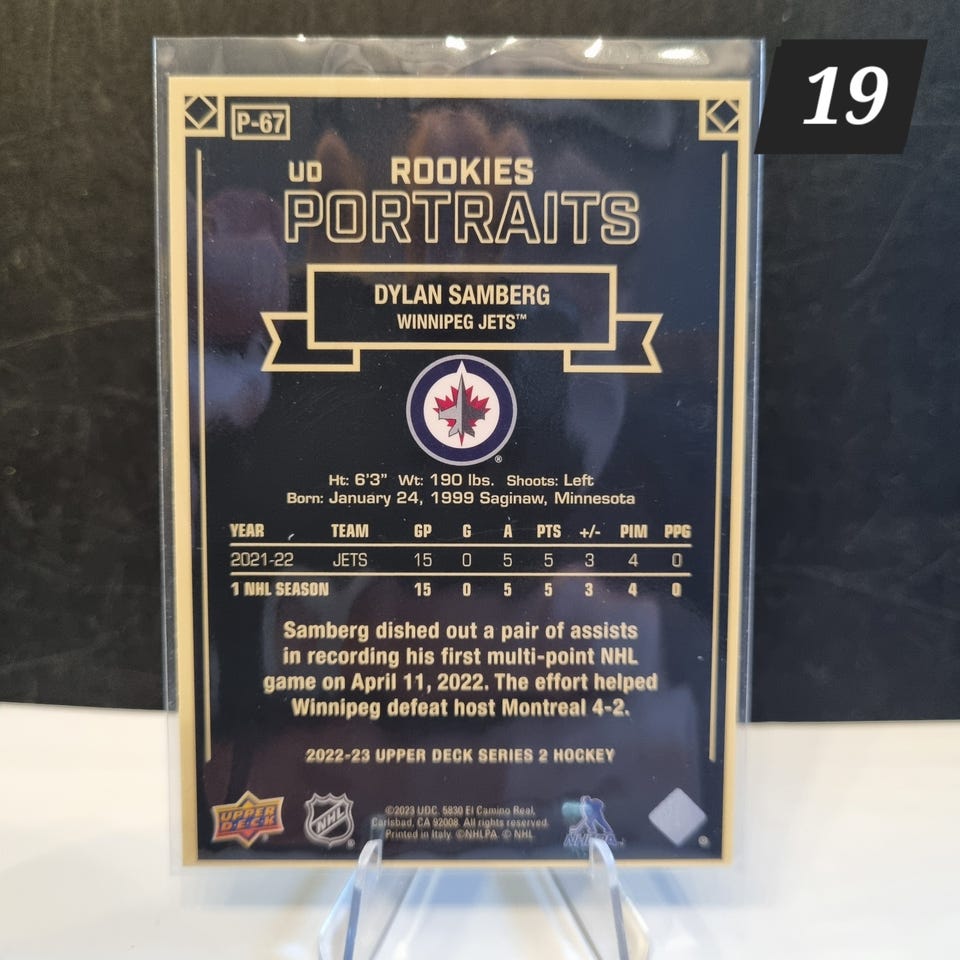 19
P-67
UD ROOKIES
PORTRAITS
DYLAN SAMBERG
WINNIPEG JETS™
®
Ht: 6'3" Wt: 190 lbs. Shoots: Left
Born: January 24, 1999 Saginaw, Minnesota
YEAR TEAM GP G A PTS +/- PIM PPG
2021-22 JETS 15 0 5 5 3 4 0
1 NHL SEASON 15 0 5 5 3 4 0
Samberg dished out a pair of assists
in recording his first multi-point NHL
game on April 11, 2022. The effort helped
Winnipeg defeat host Montreal 4-2.
2022-23 UPPER DECK SERIES 2 HOCKEY
UPPER
DECK
NHL
®
©2023 UDC. 5830 El Camino Real,
Carlsbad, CA 92008. All rights reserved.
Printed in Italy. ©NHLPA. © NHL
NHLPA